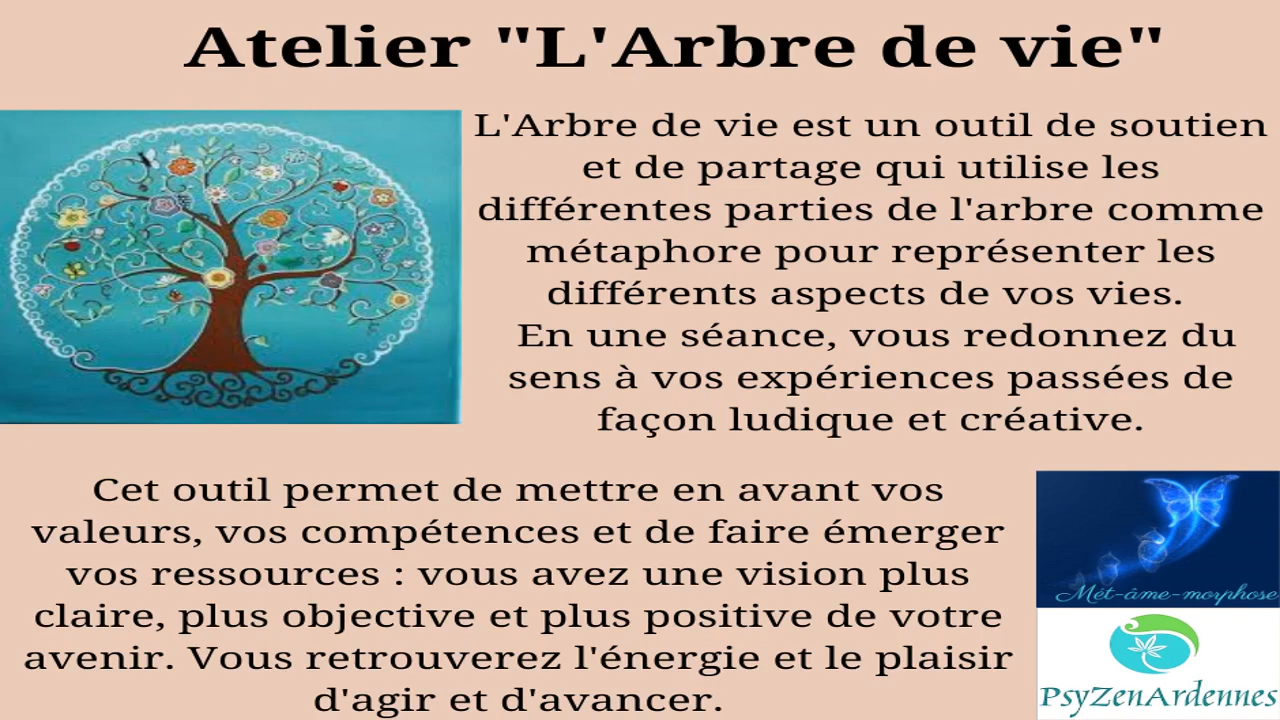 Atelier "L'Arbre de vie"
L'Arbre de vie est un outil de soutien
et de partage qui utilise les
différentes parties de l'arbre comme
métaphore pour représenter les
différents aspects de vos vies.
En une séance, vous redonnez du
sens à vos expériences passées de
façon ludique et créative.
Cet outil permet de mettre en avant vos
valeurs, vos compétences et de faire émerger
vos ressources : vous avez une vision plus
claire, plus objective et plus positive de votre
avenir. Vous retrouverez l'énergie et le plaisir
d'agir et d'avancer.
Mét-âme-morphose
PsyZenArdennes